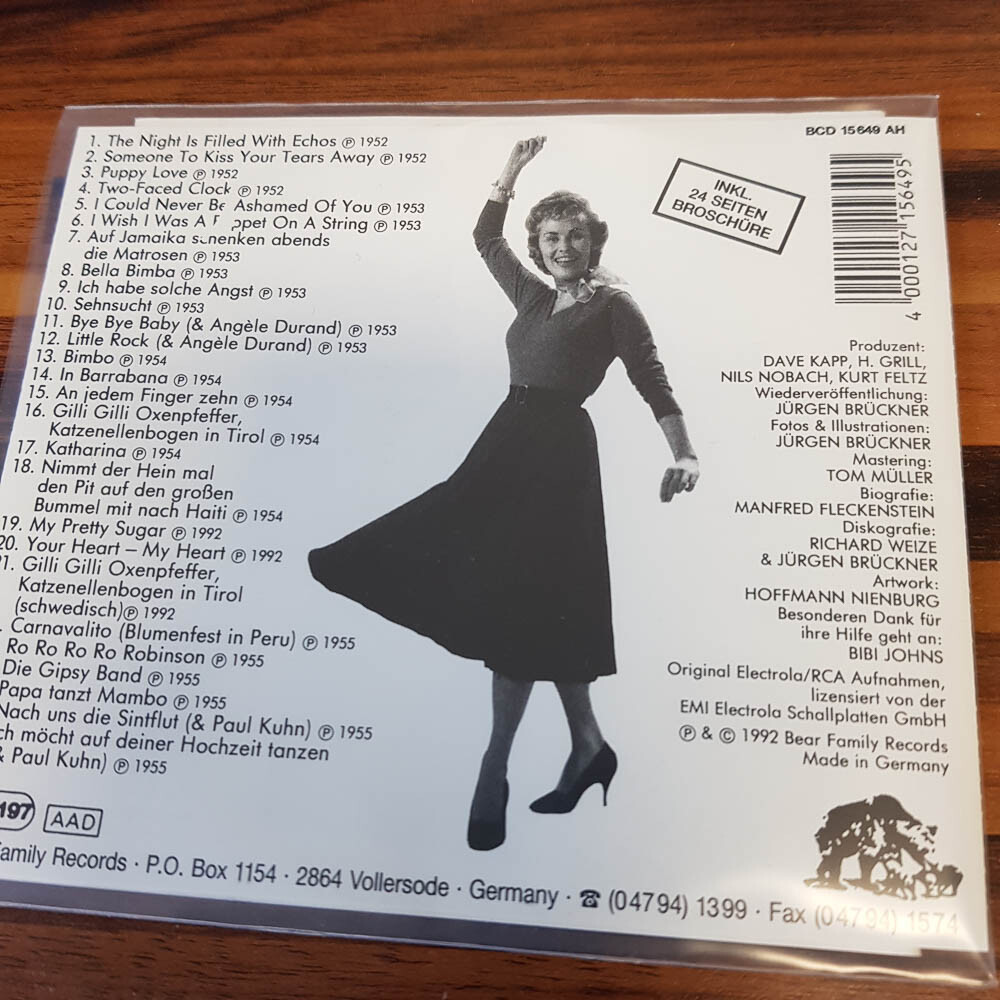 1. The Night Is Filled With Echos ℗ 1952
2. Someone To Kiss Your Tears Away ℗ 1952
3. Puppy Love ℗ 1952
4. Two-Faced Clock ℗ 1952
5. I Could Never Be Ashamed Of You ℗ 1953
6. I Wish I Was A On A String ℗ 1953
7. Auf Jamaika abends
die Matrosen ℗ 1953
8. Bella Bimba ℗ 1953
9. Ich habe solche Angst ℗ 1953
10. Sehnsucht ℗ 1953
11. Bye Bye Baby (& Angèle Durand) ℗ 1953
12. Little Rock (& Angèle Durand) ℗ 1953
13. Bimbo ℗ 1954
14. In Barrabana ℗ 1954
15. An jedem Finger zehn ℗ 1954
16. Gilli Gilli Oxenpfeffer,
Katzenellenbogen in Tirol ℗ 1954
17. Katharina ℗ 1954
18. Nimmt der Hein mal
den Pit auf den großen
Bummel mit nach Haiti ℗ 1954
19. My Pretty Sugar ℗ 1992
20. Your Heart – My Heart ℗ 1992
1. Gilli Gilli Oxenpfeffer,
Katzenellenbogen in Tirol
(schwedisch) ℗ 1992
. Carnavalito (Blumenfest in Peru) ℗ 1955
Ro Ro Ro Ro Robinson ℗ 1955
Die Gipsy Band ℗ 1955
Papa tanzt Mambo ℗ 1955
Nach uns die Sintflut (& Paul Kuhn) ℗ 1955
ch möcht auf deiner Hochzeit tanzen
& Paul Kuhn) ℗ 1955
197 AAD
INKL.
24 SEITEN
BROSCHÜRE
BCD 15649 AH
4 000127 156495
Produzent:
DAVE KAPP, H. GRILL,
NILS NOBACH, KURT FELTZ
Wiederveröffentlichung:
JÜRGEN BRÜCKNER
Fotos & Illustrationen:
JÜRGEN BRÜCKNER
Mastering:
TOM MÜLLER
Biografie:
MANFRED FLECKENSTEIN
Diskografie:
RICHARD WEIZE
& JÜRGEN BRÜCKNER
Artwork:
HOFFMANN NIENBURG
Besonderen Dank für
ihre Hilfe geht an:
BIBI JOHNS
Original Electrola/RCA Aufnahmen,
lizensiert von der
EMI Electrola Schallplatten GmbH
℗ & © 1992 Bear Family Records
Made in Germany
Family Records · P.O. Box 1154 · 2864 Vollersode · Germany · ☎ (04794) 1399 · Fax (04794) 1574